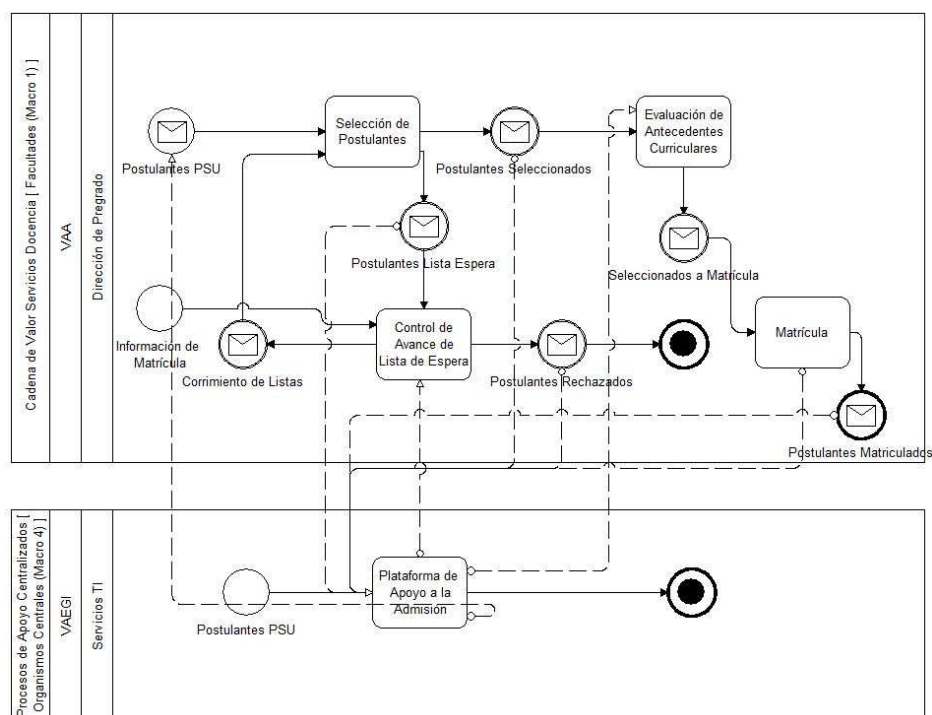 Cadena de Valor Servicios Docencia [ Facultades (Macro 1) ]
VAA
Dirección de Pregrado
Postulantes PSU
Selección de
Postulantes
Postulantes Seleccionado
Evaluación de
Antecedentes
Curriculares
Postulantes Lista Espera
Seleccionados a Matrícula
Información de
Matrícula
Corrimiento de Listas
Control de
Avance de
Lista de Espera
Postulantes Rechazados
Matrícula
Postulantes Matriculados
Procesos de Apoyo Centralizados [
Organismos Centrales (Macro 4) ]
VAEGI
Servicios TI
Postulantes PSU
Plataforma de
Apoyo a la
Admisión